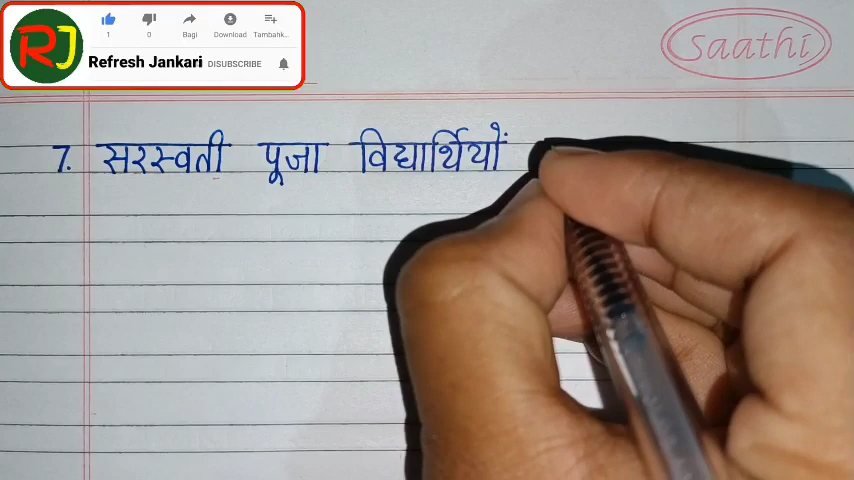 RJ
1 0 Bagi Download Tambahk...
Refresh Jankari DISUBSCRIBE
Saathi
7. सरस्वती पूजा विद्यार्थियों